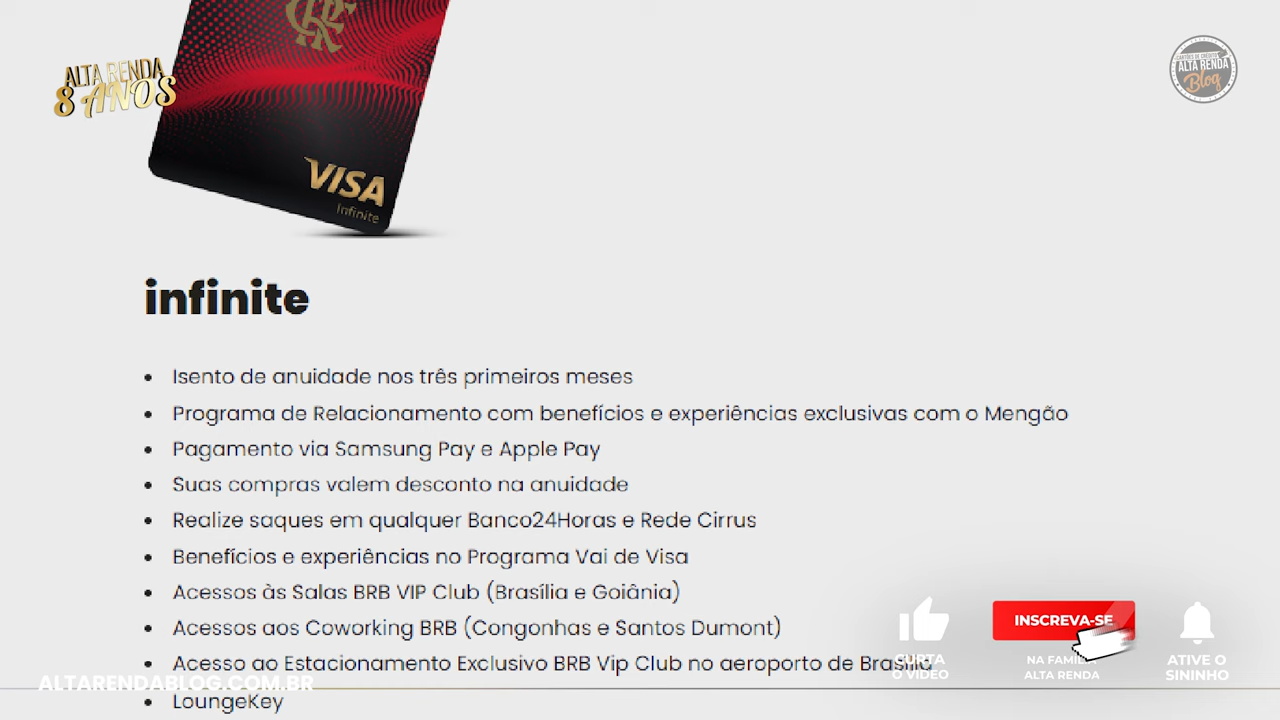 ALTA RENDA
8 ANOS
CARTÕES DE CRÉDITO
ALTA RENDA
Blog
CRF
VISA
Infinite
infinite
• Isento de anuidade nos três primeiros meses
• Programa de Relacionamento com benefícios e experiências exclusivas com o Mengão
• Pagamento via Samsung Pay e Apple Pay
• Suas compras valem desconto na anuidade
• Realize saques em qualquer Banco24Horas e Rede Cirrus
• Benefícios e experiências no Programa Vai de Visa
• Acessos às Salas BRB VIP Club (Brasília e Goiânia)
• Acessos aos Coworking BRB (Congonhas e Santos Dumont)
• Acesso ao Estacionamento Exclusivo BRB Vip Club no aeroporto de Brasília
• LoungeKey
INSCREVA-SE
NA FAMÍLIA
ALTA RENDA
CURTA
O VÍDEO
ATIVE O
SININHO
ALTARENDABLOG.COM.BR